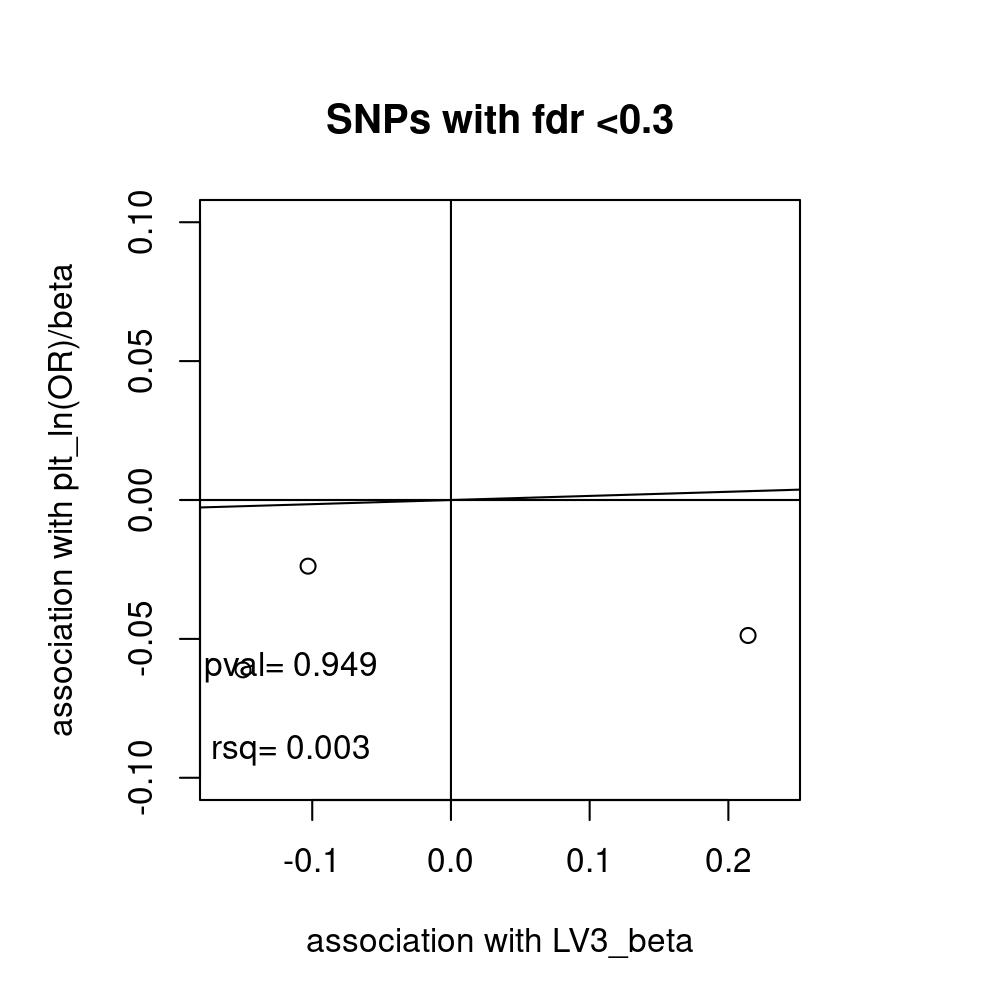 SNPs with fdr <0.3
association with plt_ln(OR)/beta
0.10
0.05
0.00
-0.05
-0.10
pval= 0.949
rsq= 0.003
-0.1
0.0
0.1
0.2
association with LV3_beta